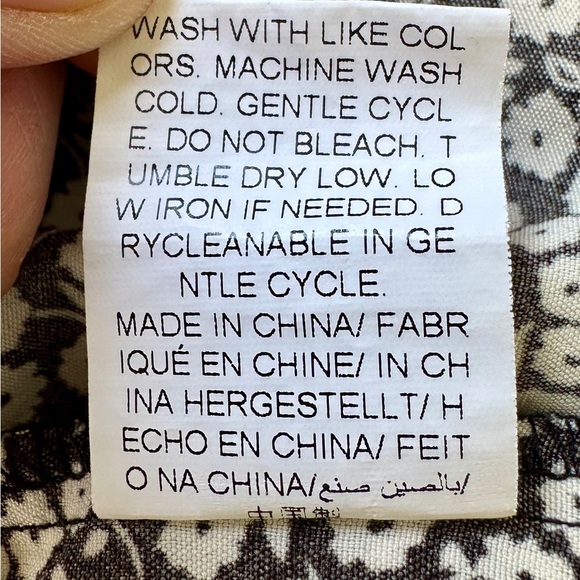 WASH WITH LIKE COL
ORS. MACHINE WASH
COLD. GENTLE CYCL
E. DO NOT BLEACH. T
UMBLE DRY LOW. LO
W IRON IF NEEDED. D
RYCLEANABLE IN GE
NTLE CYCLE.
MADE IN CHINA/ FABR
IQUÉ EN CHINE/ IN CH
INA HERGESTELLT/ H
ECHO EN CHINA/ FEIT
O NA CHINA/بالصين صنع/